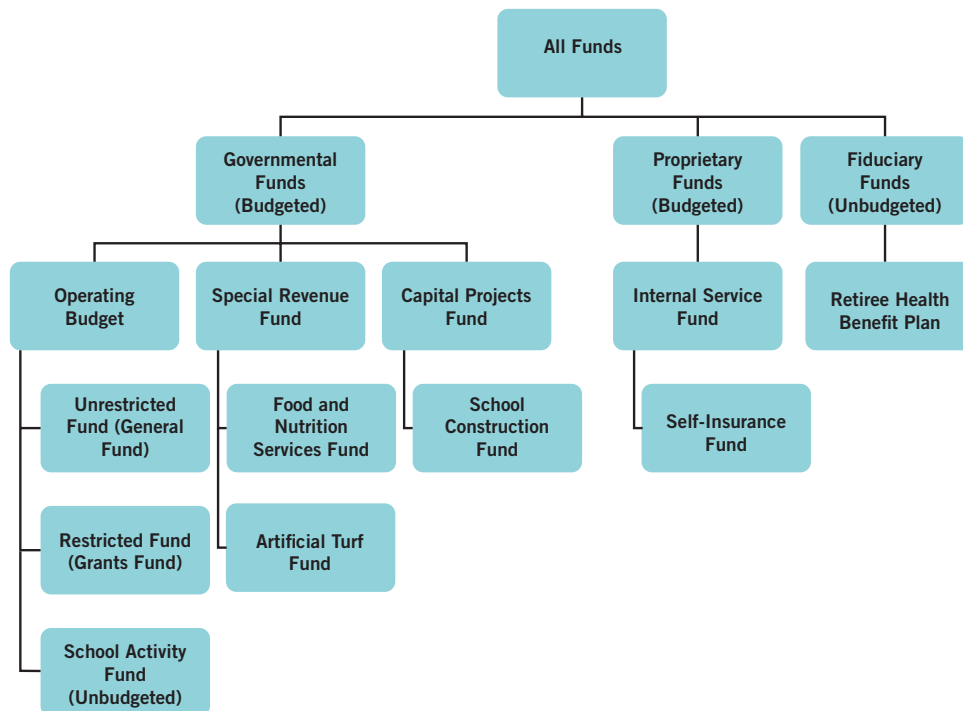 All Funds
Governmental
Funds
(Budgeted)
Proprietary
Funds
(Budgeted)
Fiduciary
Funds
(Unbudgeted)
Operating
Budget
Special Revenue
Fund
Capital Projects
Fund
Internal Service
Fund
Retiree Health
Benefit Plan
Unrestricted
Fund (General
Fund)
Food and
Nutrition
Services Fund
School
Construction
Fund
Self-Insurance
Fund
Restricted Fund
(Grants Fund)
Artificial Turf
Fund
School Activity
Fund
(Unbudgeted)